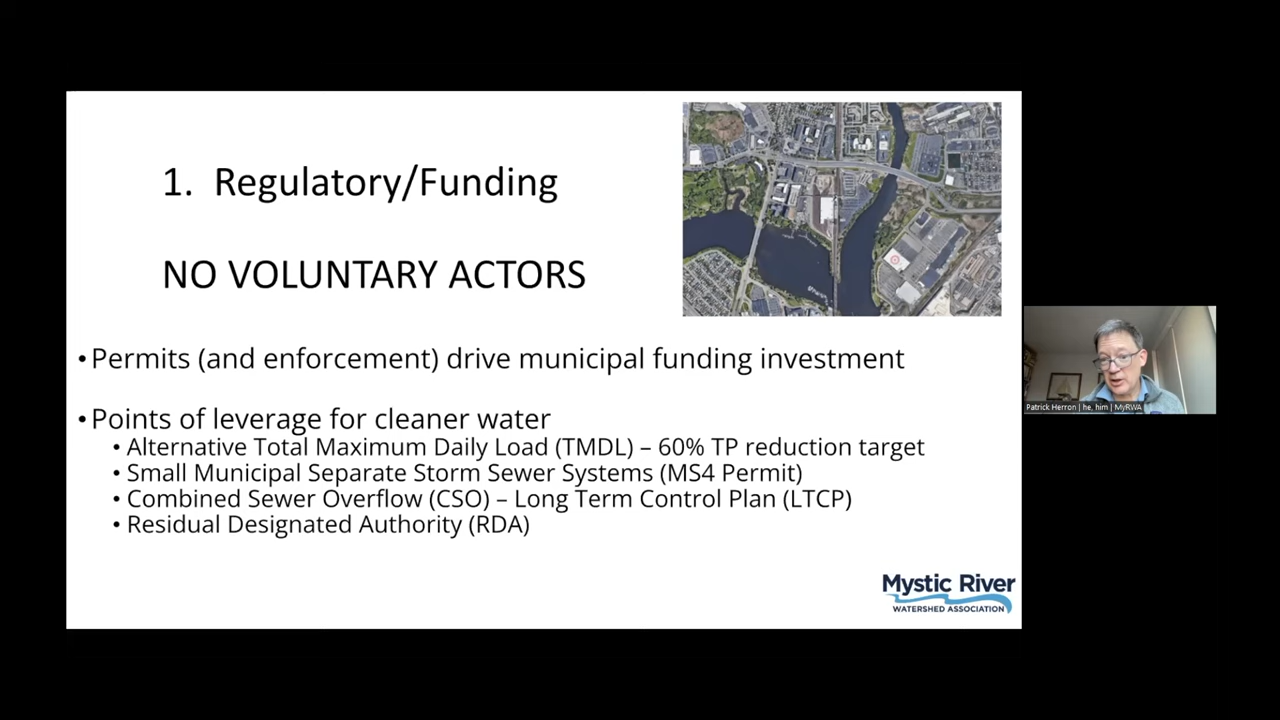 1. Regulatory/Funding
NO VOLUNTARY ACTORS
•Permits (and enforcement) drive municipal funding investment
•Points of leverage for cleaner water
• Alternative Total Maximum Daily Load (TMDL) – 60% TP reduction target
• Small Municipal Separate Storm Sewer Systems (MS4 Permit)
• Combined Sewer Overflow (CSO) – Long Term Control Plan (LTCP)
• Residual Designated Authority (RDA)
Mystic River
WATERSHED ASSOCIATION
Patrick Herron | he, him | MyRWA